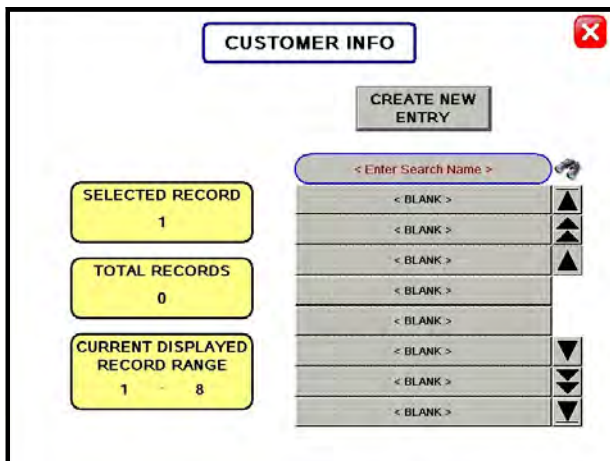 CUSTOMER INFO
CREATE NEW
ENTRY
< Enter Search Name >
SELECTED RECORD
1
TOTAL RECORDS
0
CURRENT DISPLAYED
RECORD RANGE
1 - 8
< BLANK >
< BLANK >
< BLANK >
< BLANK >
< BLANK >
< BLANK >
< BLANK >
< BLANK >